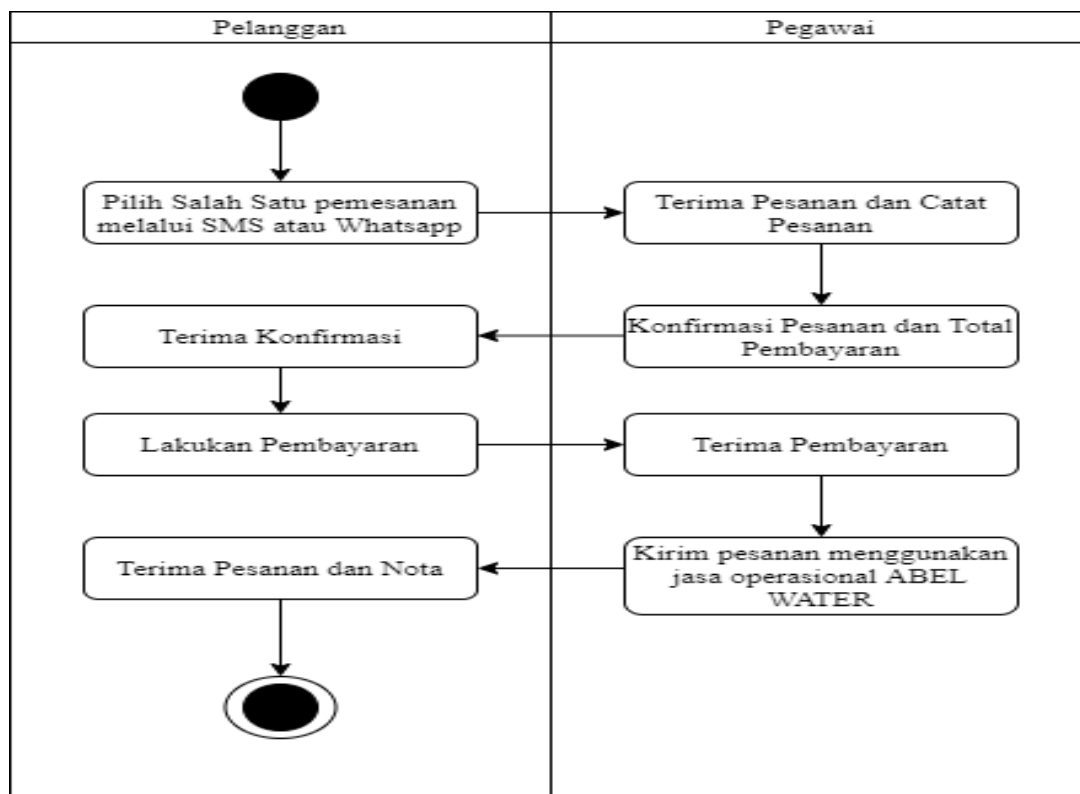 Pelanggan
Pegawai
Pilih Salah Satu pemesanan
melalui SMS atau Whatsapp
Terima Pesanan dan Catat
Pesanan
Terima Konfirmasi
Konfirmasi Pesanan dan Total
Pembayaran
Lakukan Pembayaran
Terima Pembayaran
Terima Pesanan dan Nota
Kirim pesanan menggunakan
jasa operasional ABEL
WATER